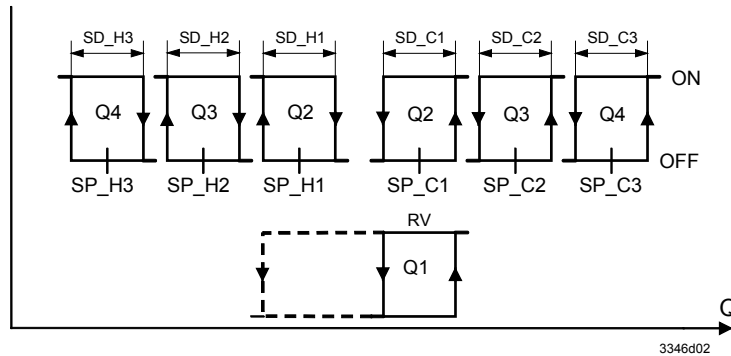 SD_H3 SD_H2 SD_H1 SD_C1 SD_C2 SD_C3
ON
Q4 Q3 Q2 Q2 Q3 Q4
OFF
SP_H3 SP_H2 SP_H1 SP_C1 SP_C2 SP_C3
RV
Q1
Q
3346d02